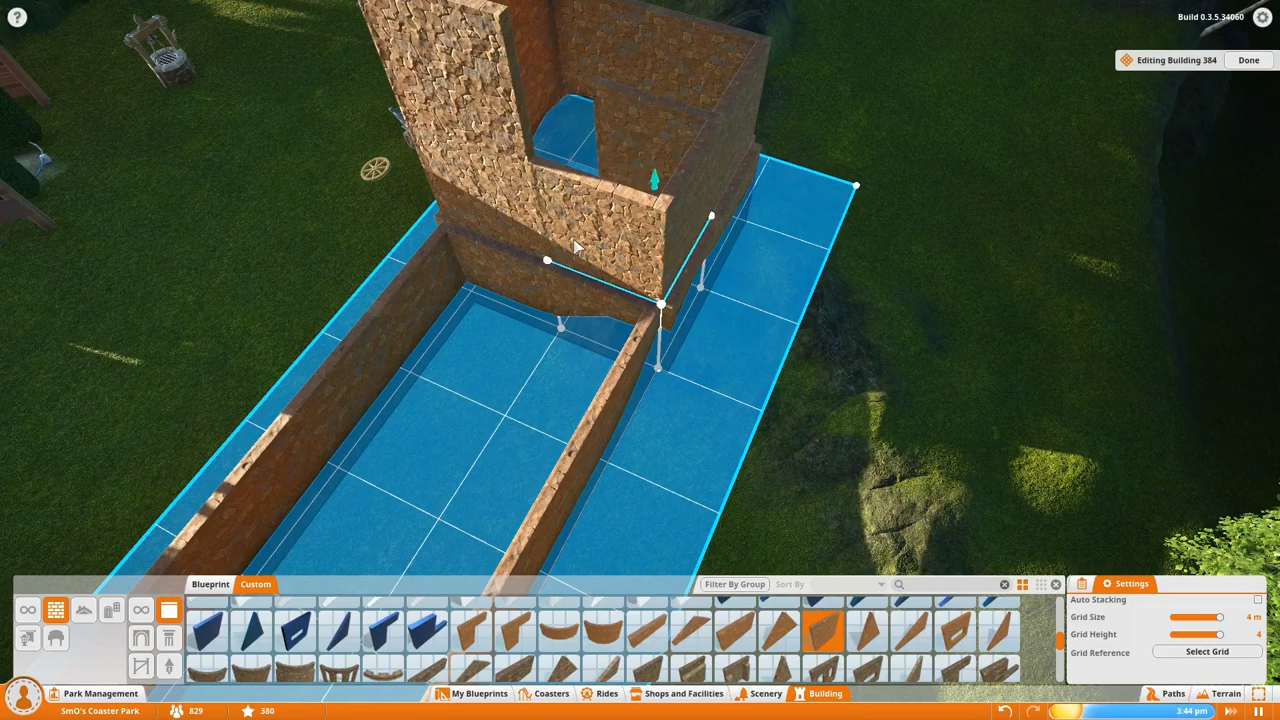 ?
Build 0.3.5.34060
Editing Building 384
Done
Blueprint
Custom
Filter By Group
Sort By
Settings
Auto Stacking
Grid Size
4 m
Grid Height
4
Grid Reference
Select Grid
Park Management
My Blueprints
Coasters
Rides
Shops and Facilities
Scenery
Building
Paths
Terrain
SmO's Coaster Park
829
380
3:44 pm